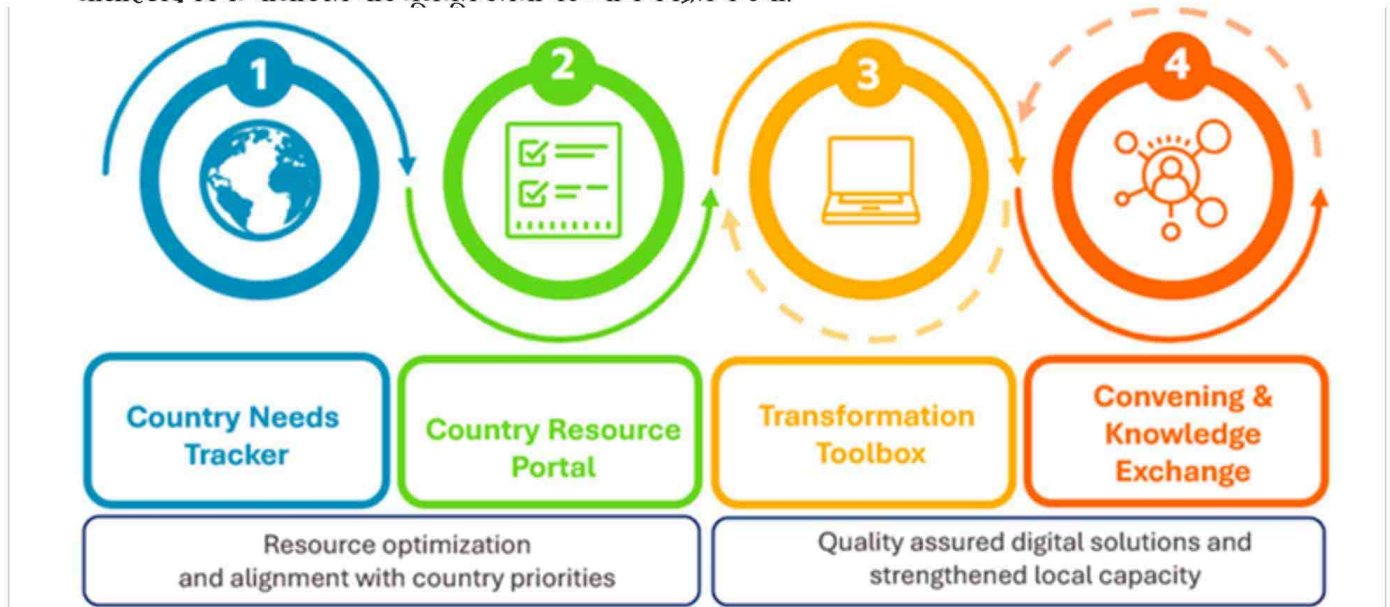 1
2
3
4
Country Needs
Tracker
Country Resource
Portal
Transformation
Toolbox
Convening &
Knowledge
Exchange
Resource optimization
and alignment with country priorities
Quality assured digital solutions and
strengthened local capacity